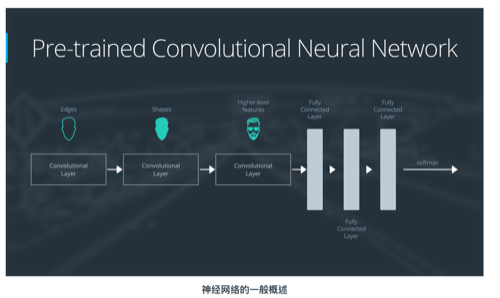 Pre-trained Convolutional Neural Network
Edges
Shapes
Higher level
features
Fully
Connected
Layer
Fully
Connected
Layer
Convolutional
Layer
Convolutional
Layer
Convolutional
Layer
softmax
Fully
Connected
Layer
神经网络的一般概述